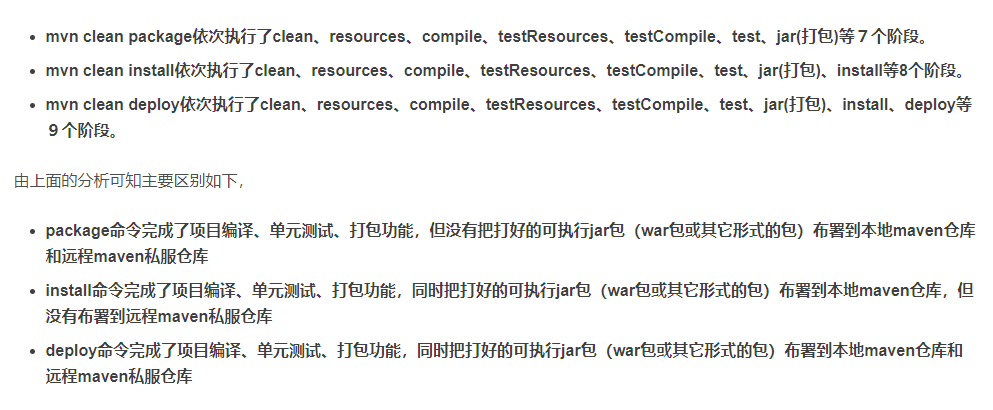 mvn clean package依次执行了clean、resources、compile、testResources、testCompile、test、jar(打包)等７个阶段。
mvn clean install依次执行了clean、resources、compile、testResources、testCompile、test、jar(打包)、install等8个阶段。
mvn clean deploy依次执行了clean、resources、compile、testResources、testCompile、test、jar(打包)、install、deploy等
９个阶段。
由上面的分析可知主要区别如下，
package命令完成了项目编译、单元测试、打包功能，但没有把打好的可执行jar包（war包或其它形式的包）布署到本地maven仓库
和远程maven私服仓库
install命令完成了项目编译、单元测试、打包功能，同时把打好的可执行jar包（war包或其它形式的包）布署到本地maven仓库，但
没有布署到远程maven私服仓库
deploy命令完成了项目编译、单元测试、打包功能，同时把打好的可执行jar包（war包或其它形式的包）布署到本地maven仓库和
远程maven私服仓库